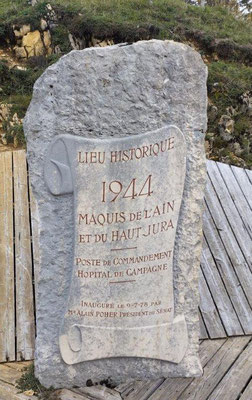 LIEU HISTORIQUE
1944
MAQUIS DE L'AIN
ET DU HAUT JURA
POSTE DE COMMANDEMENT
HOPITAL DE CAMPAGNE
INAUGURÉ LE 9-7-78 PAR
MR ALAIN POHER PRÉSIDENT DU SÉNAT